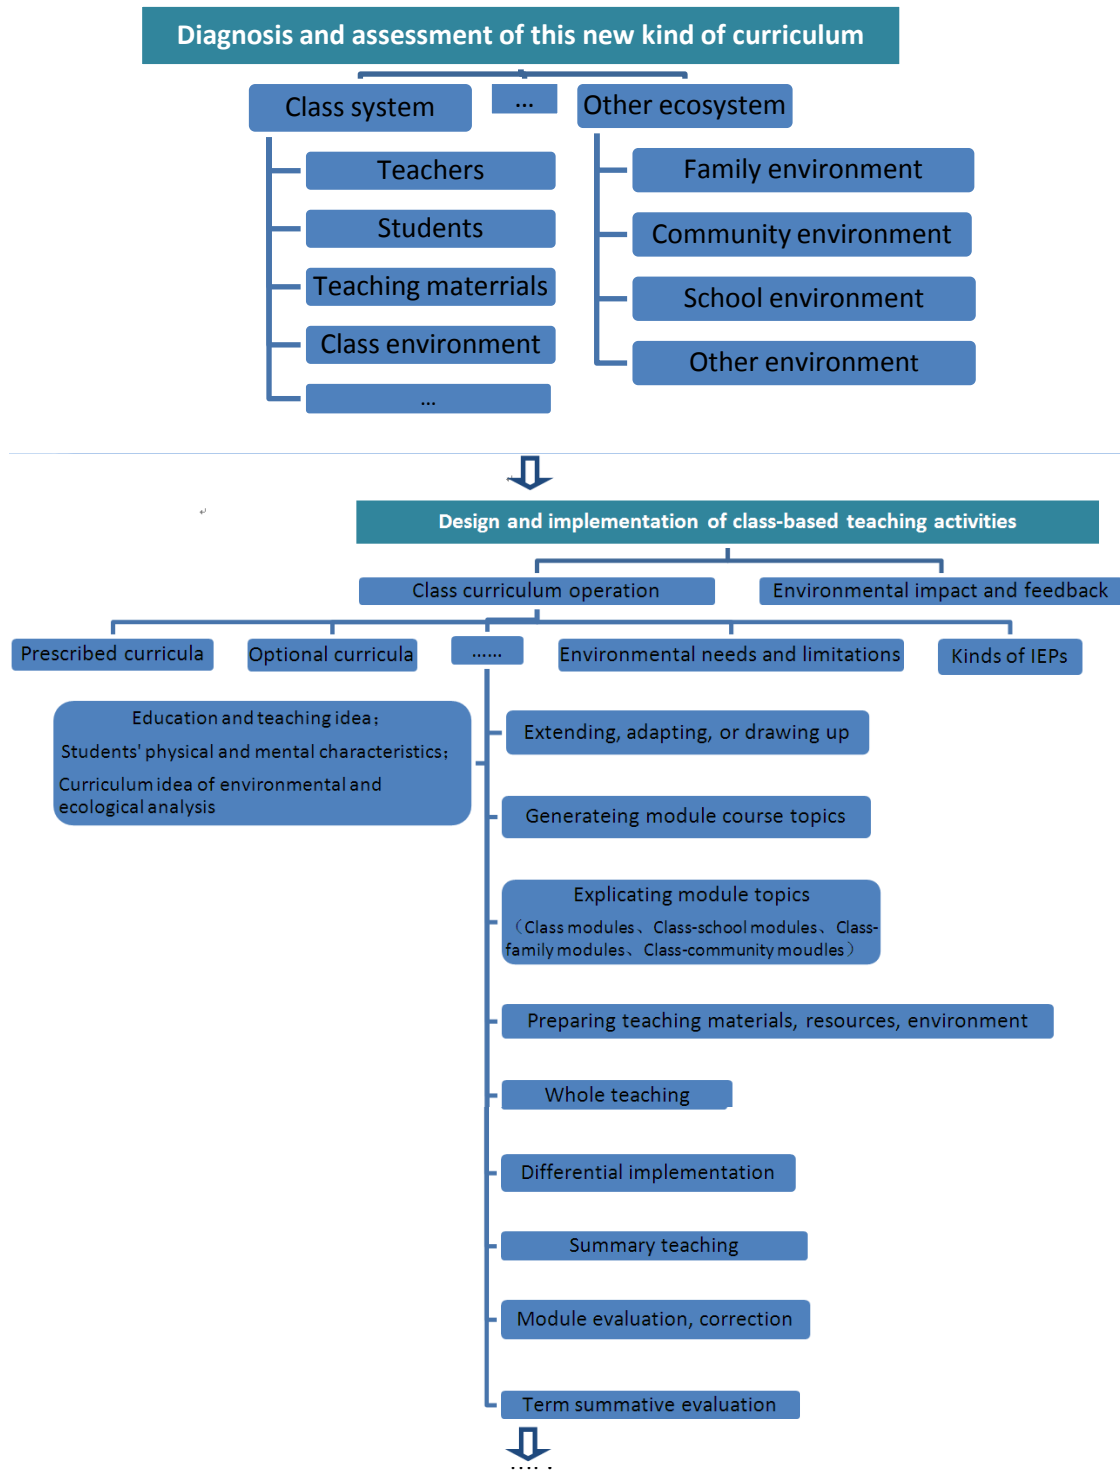 Diagnosis and assessment of this new kind of curriculum
Class system
...
Other ecosystem
Teachers
Students
Teaching materrials
Class environment
...
Family environment
Community environment
School environment
Other environment
Design and implementation of class-based teaching activities
Class curriculum operation
Environmental impact and feedback
Prescribed curricula
Optional curricula
......
Environmental needs and limitations
Kinds of IEPs
Education and teaching idea；
Students' physical and mental characteristics；
Curriculum idea of environmental and
ecological analysis
Extending, adapting, or drawing up
Generateing module course topics
Explicating module topics
（Class modules、Class-school modules、Class-
family modules、Class-community moudles）
Preparing teaching materials, resources, environment
Whole teaching
Differential implementation
Summary teaching
Module evaluation, correction
Term summative evaluation